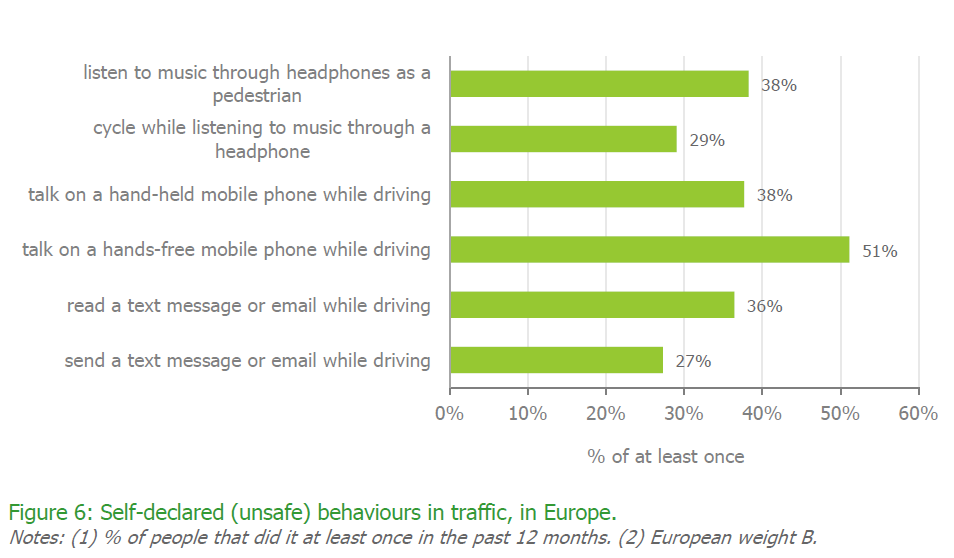 listen to music through headphones as a
pedestrian
38%
cycle while listening to music through a
headphone
29%
talk on a hand-held mobile phone while driving
38%
talk on a hands-free mobile phone while driving
51%
read a text message or email while driving
36%
send a text message or email while driving
27%
0% 10% 20% 30% 40% 50% 60%
% of at least once
Figure 6: Self-declared (unsafe) behaviours in traffic, in Europe.
Notes: (1) % of people that did it at least once in the past 12 months. (2) European weight B.